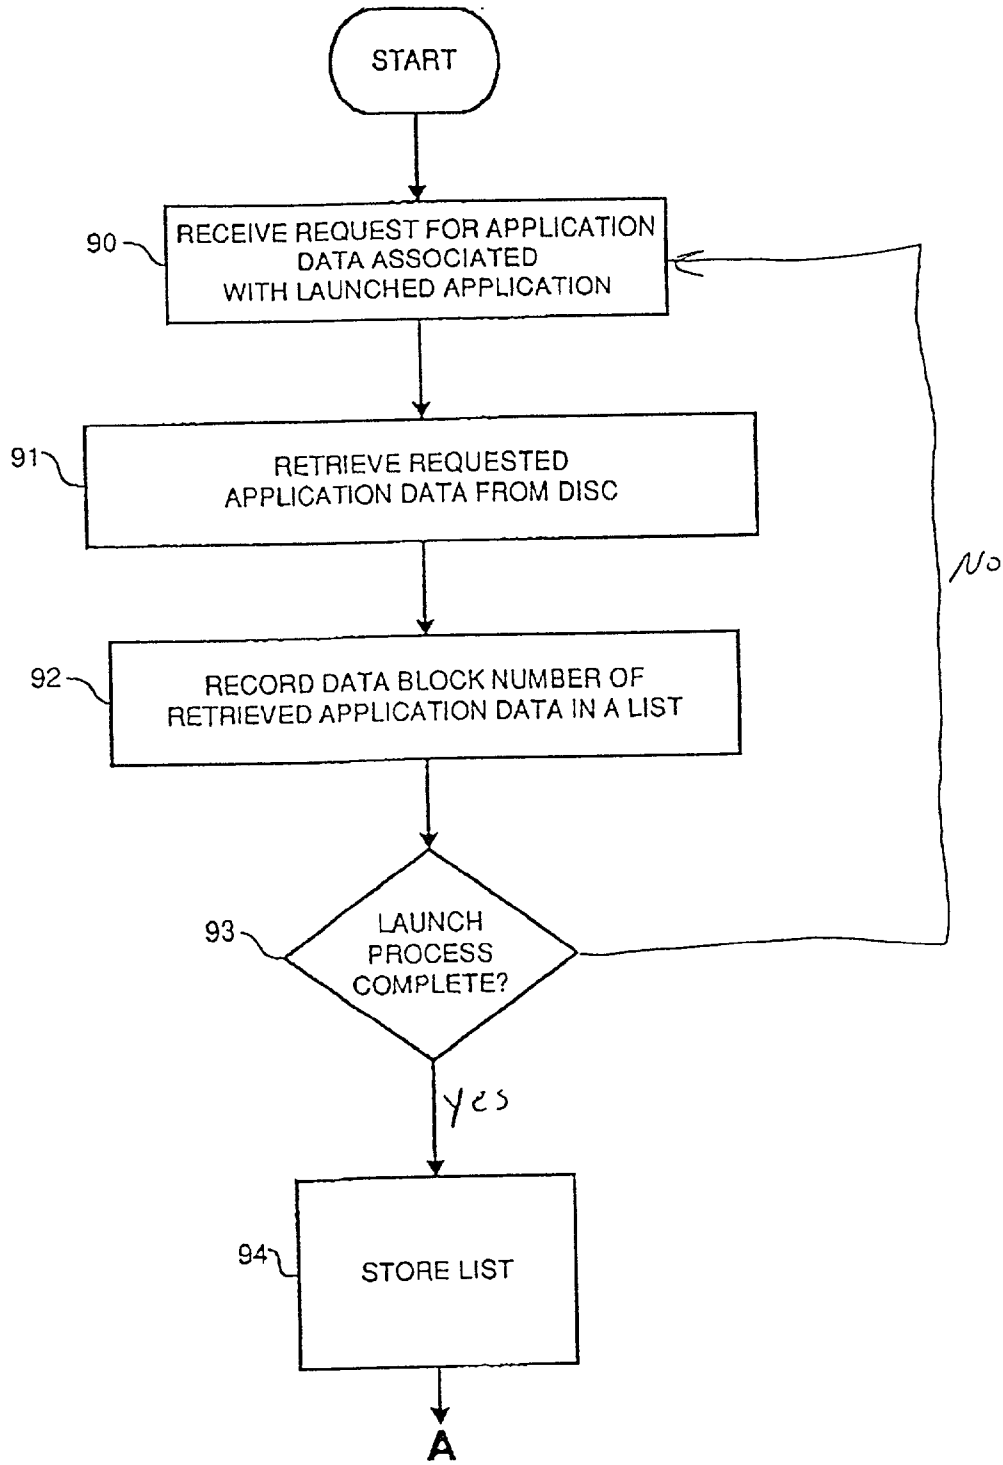 START
90
RECEIVE REQUEST FOR APPLICATION
DATA ASSOCIATED
WITH LAUNCHED APPLICATION
91
RETRIEVE REQUESTED
APPLICATION DATA FROM DISC
No
92
RECORD DATA BLOCK NUMBER OF
RETRIEVED APPLICATION DATA IN A LIST
93
LAUNCH
PROCESS
COMPLETE?
Yes
94
STORE LIST
A